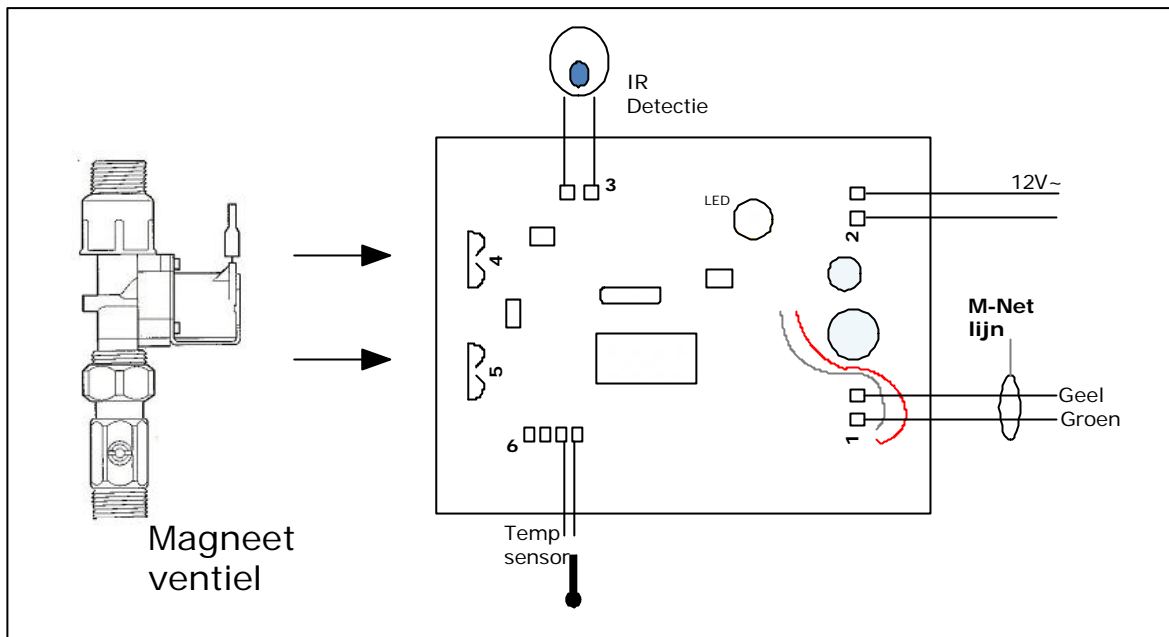 IR
Detectie
3
LED
12V~
2
4
M-Net
lijn
5
Geel
Groen
1
6
Temp
sensor
Magneet
ventiel